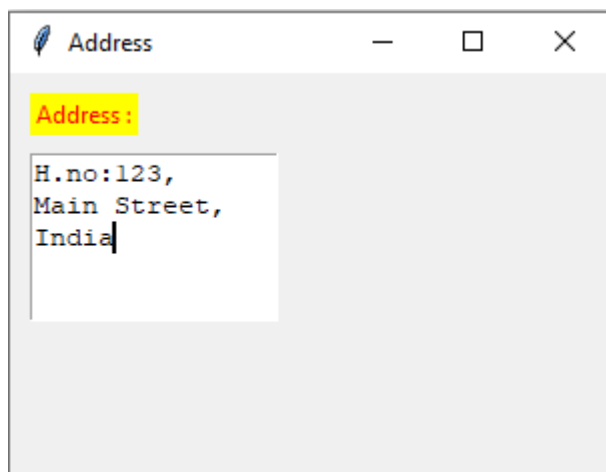 Address
Address :
H.no:123,
Main Street,
India